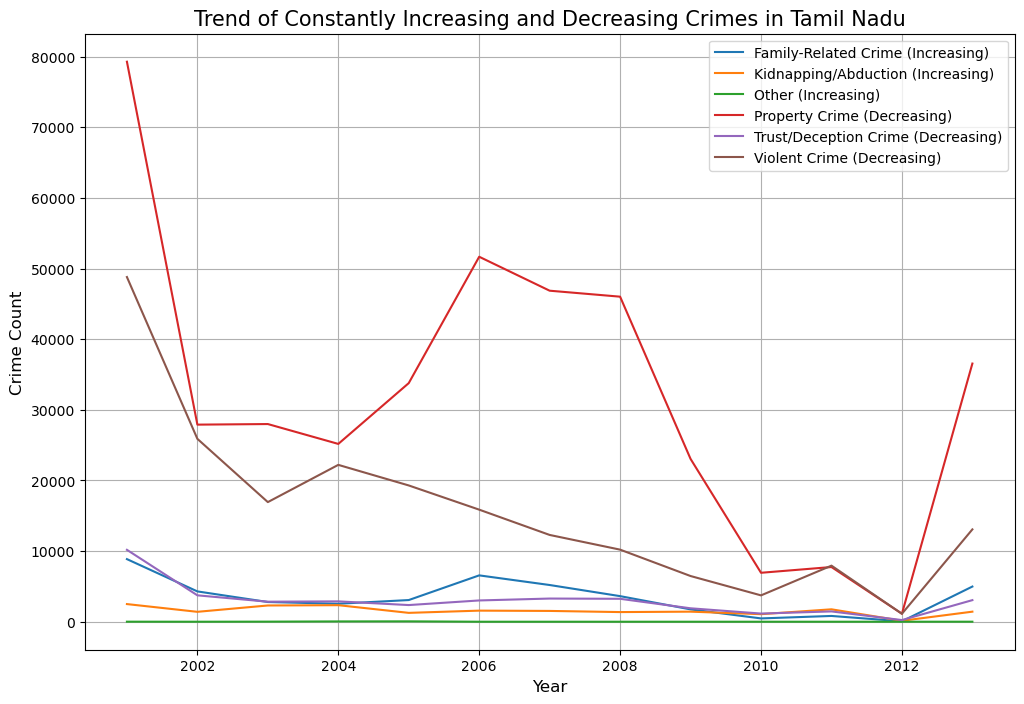 Trend of Constantly Increasing and Decreasing Crimes in Tamil Nadu
Family-Related Crime (Increasing)
Kidnapping/Abduction (Increasing)
Other (Increasing)
Property Crime (Decreasing)
Trust/Deception Crime (Decreasing)
Violent Crime (Decreasing)
80000
70000
60000
50000
40000
30000
20000
10000
0
Crime Count
2002 2004 2006 2008 2010 2012
Year